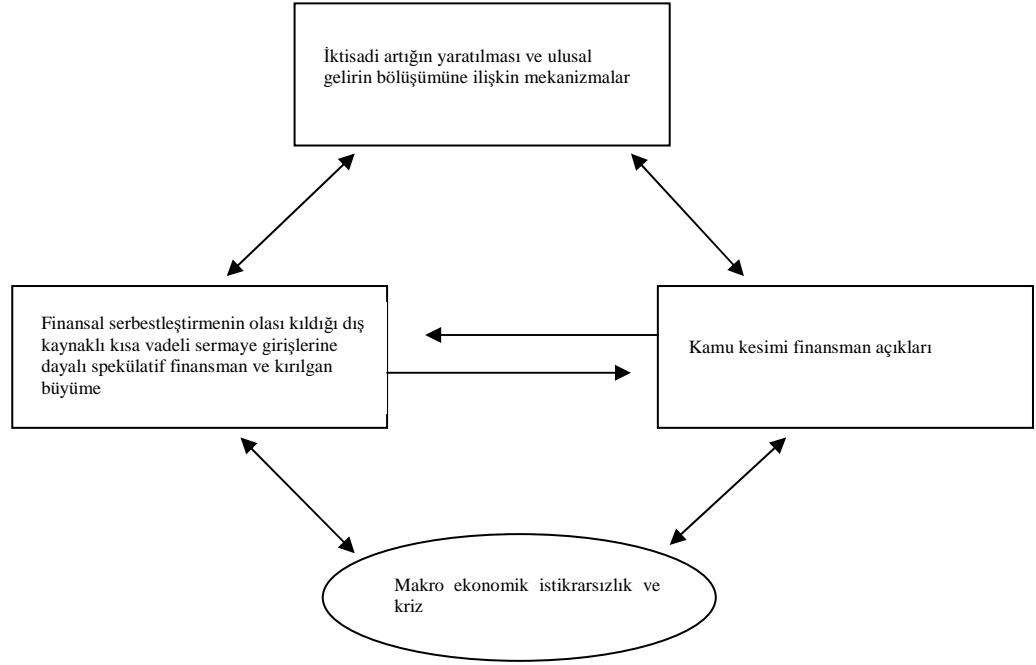 İktisadi artığın yaratılması ve ulusal
gelirin bölüşümüne ilişkin mekanizmalar
Finansal serbestleştirmenin olası kıldığı dış
kaynaklı kısa vadeli sermaye girişlerine
dayalı spekülatif finansman ve kırılgan
büyüme
Kamu kesimi finansman açıkları
Makro ekonomik istikrarsızlık ve
kriz